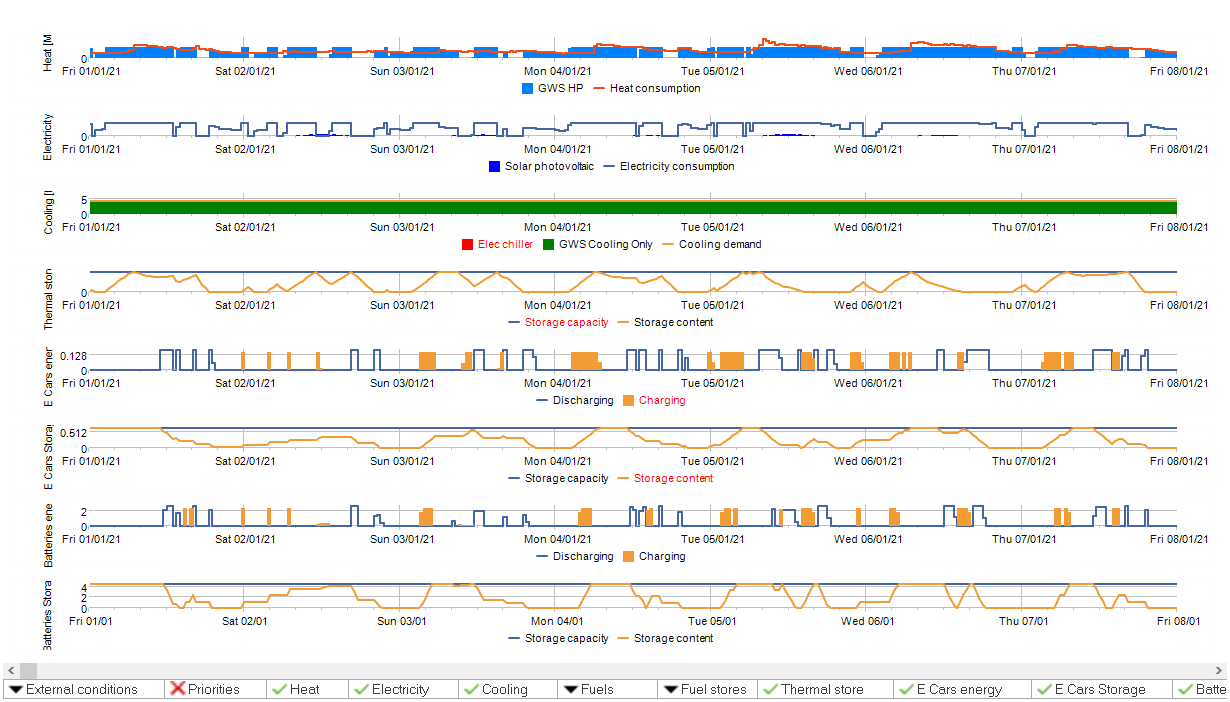 Heat [M
0
Fri 01/01/21 Sat 02/01/21 Sun 03/01/21 Mon 04/01/21 Tue 05/01/21 Wed 06/01/21 Thu 07/01/21 Fri 08/01/21
GWS HP Heat consumption
Electricity
0
Fri 01/01/21 Sat 02/01/21 Sun 03/01/21 Mon 04/01/21 Tue 05/01/21 Wed 06/01/21 Thu 07/01/21 Fri 08/01/21
Solar photovoltaic Electricity consumption
Cooling [
5
0
Fri 01/01/21 Sat 02/01/21 Sun 03/01/21 Mon 04/01/21 Tue 05/01/21 Wed 06/01/21 Thu 07/01/21 Fri 08/01/21
Elec chiller GWS Cooling Only Cooling demand
Thermal stor
0
Fri 01/01/21 Sat 02/01/21 Sun 03/01/21 Mon 04/01/21 Tue 05/01/21 Wed 06/01/21 Thu 07/01/21 Fri 08/01/21
Storage capacity Storage content
E Cars ener
0.128
0
Fri 01/01/21 Sat 02/01/21 Sun 03/01/21 Mon 04/01/21 Tue 05/01/21 Wed 06/01/21 Thu 07/01/21 Fri 08/01/21
Discharging Charging
E Cars Stora
0.512
0
Fri 01/01/21 Sat 02/01/21 Sun 03/01/21 Mon 04/01/21 Tue 05/01/21 Wed 06/01/21 Thu 07/01/21 Fri 08/01/21
Storage capacity Storage content
Batteries ene
2
0
Fri 01/01/21 Sat 02/01/21 Sun 03/01/21 Mon 04/01/21 Tue 05/01/21 Wed 06/01/21 Thu 07/01/21 Fri 08/01/21
Discharging Charging
Batteries Stora
4
2
0
Fri 01/01 Sat 02/01 Sun 03/01 Mon 04/01 Tue 05/01 Wed 06/01 Thu 07/01 Fri 08/01
Storage capacity Storage content
External conditions Priorities Heat Electricity Cooling Fuels Fuel stores Thermal store E Cars energy E Cars Storage Batte